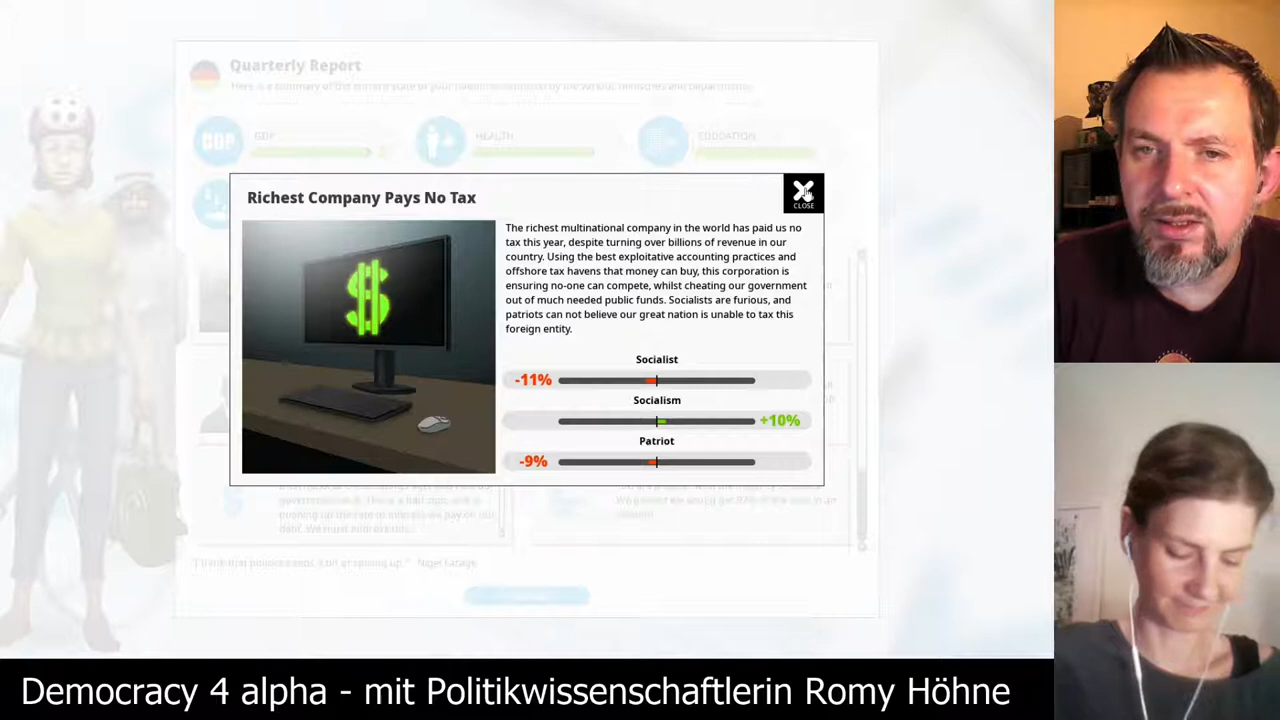 Quarterly Report
Here is a summary of the
GDP
HEALTH
EDUCATION
Richest Company Pays No Tax
CLOSE
The richest multinational company in the world has paid us no
tax this year, despite turning over billions of revenue in our
country. Using the best exploitative accounting practices and
offshore tax havens that money can buy, this corporation is
ensuring no-one can compete, whilst cheating our government
out of much needed public funds. Socialists are furious, and
patriots can not believe our great nation is unable to tax this
foreign entity.
Socialist
-11%
Socialism
+10%
Patriot
-9%
Democracy 4 alpha - mit Politikwissenschaftlerin Romy Höhne